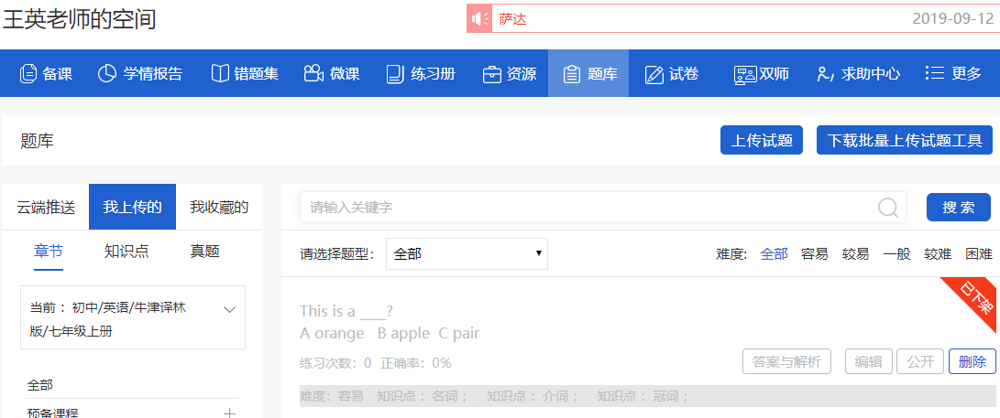 王英老师的空间
萨达 2019-09-12
备课 学情报告 错题集 微课 练习册 资源 题库 试卷 双师 求助中心 更多
题库 上传试题 下载批量上传试题工具
云端推送 我上传的 我收藏的
章节 知识点 真题
当前：初中/英语/牛津译林
版/七年级上册
全部
预备课程
请输入关键字 搜 索
请选择题型： 全部 难度: 全部 容易 较易 一般 较难 困难
已下架
This is a ____?
A orange B apple C pair
练习次数：0 正确率：0%
答案与解析 编辑 公开 删除
难度：容易 知识点：名词； 知识点：介词； 知识点：冠词；